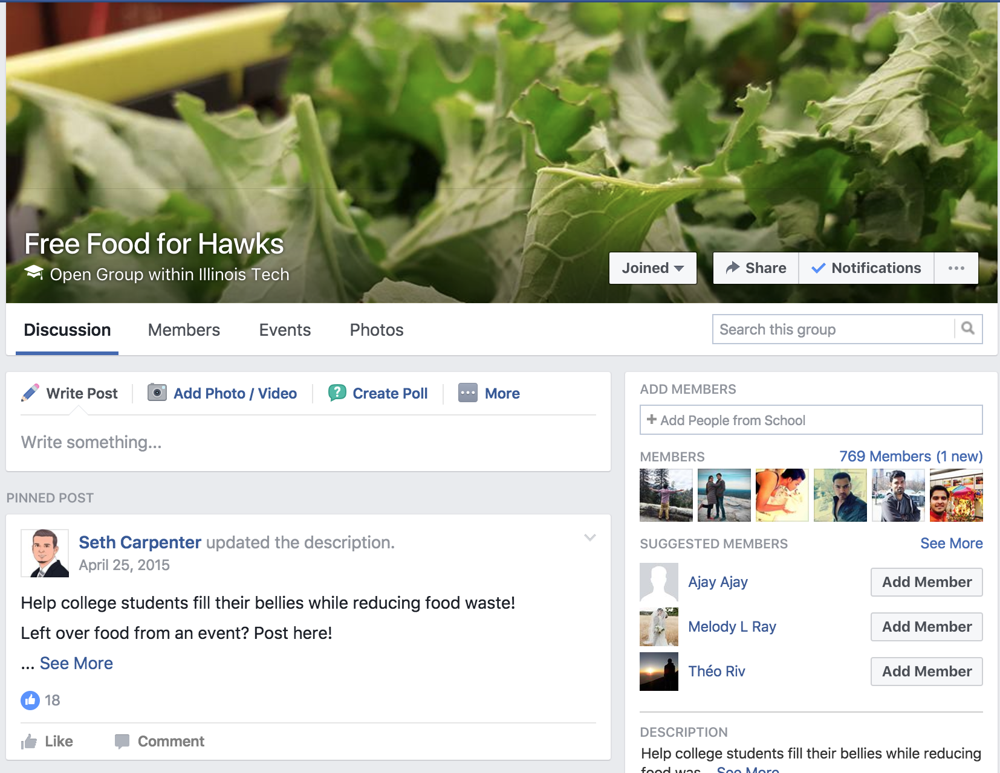 Free Food for Hawks
Open Group within Illinois Tech
Joined
Share
Notifications
Discussion
Members
Events
Photos
Search this group
Write Post
Add Photo / Video
Create Poll
More
Write something...
PINNED POST
Seth Carpenter updated the description.
April 25, 2015
Help college students fill their bellies while reducing food waste!
Left over food from an event? Post here!
... See More
18
Like
Comment
ADD MEMBERS
+ Add People from School
MEMBERS
769 Members (1 new)
SUGGESTED MEMBERS
See More
Ajay Ajay
Add Member
Melody L Ray
Add Member
Théo Riv
Add Member
DESCRIPTION
Help college students fill their bellies while reducing
food was... See More